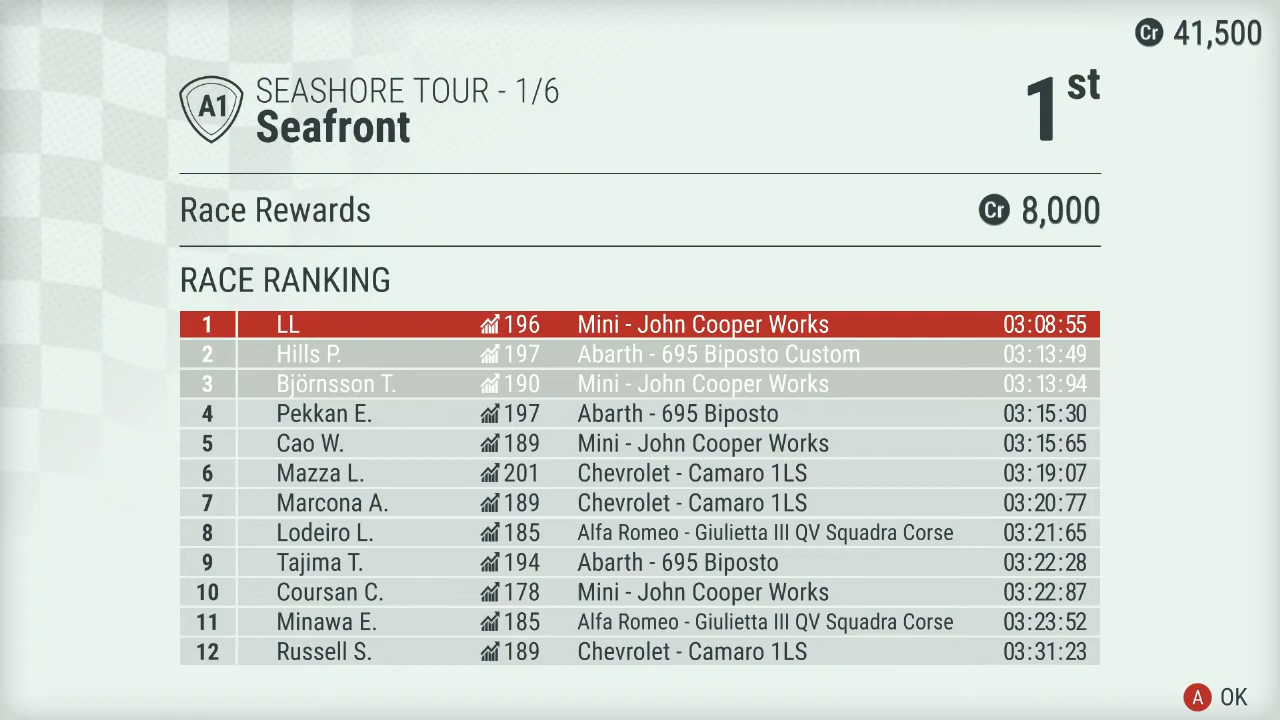 Cr 41,500
A1 SEASHORE TOUR - 1/6 1st
Seafront
Race Rewards Cr 8,000
RACE RANKING
1 LL 196 Mini - John Cooper Works 03:08:55
2 Hills P. 197 Abarth - 695 Biposto Custom 03:13:49
3 Björnsson T. 190 Mini - John Cooper Works 03:13:94
4 Pekkan E. 197 Abarth - 695 Biposto 03:15:30
5 Cao W. 189 Mini - John Cooper Works 03:15:65
6 Mazza L. 201 Chevrolet - Camaro 1LS 03:19:07
7 Marcona A. 189 Chevrolet - Camaro 1LS 03:20:77
8 Lodeiro L. 185 Alfa Romeo - Giulietta III QV Squadra Corse 03:21:65
9 Tajima T. 194 Abarth - 695 Biposto 03:22:28
10 Coursan C. 178 Mini - John Cooper Works 03:22:87
11 Minawa E. 185 Alfa Romeo - Giulietta III QV Squadra Corse 03:23:52
12 Russell S. 189 Chevrolet - Camaro 1LS 03:31:23
A OK